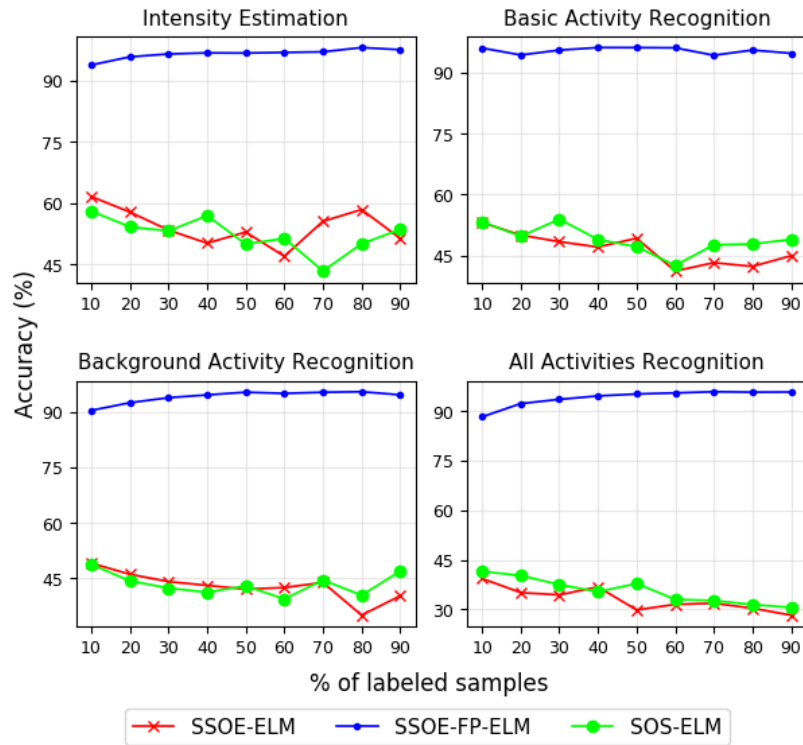 Intensity Estimation
Basic Activity Recognition
90
75
60
45
10 20 30 40 50 60 70 80 90
90
75
60
45
10 20 30 40 50 60 70 80 90
Accuracy (%)
Background Activity Recognition
All Activities Recognition
90
75
60
45
10 20 30 40 50 60 70 80 90
90
75
60
45
30
10 20 30 40 50 60 70 80 90
% of labeled samples
SSOE-ELM SSOE-FP-ELM SOS-ELM